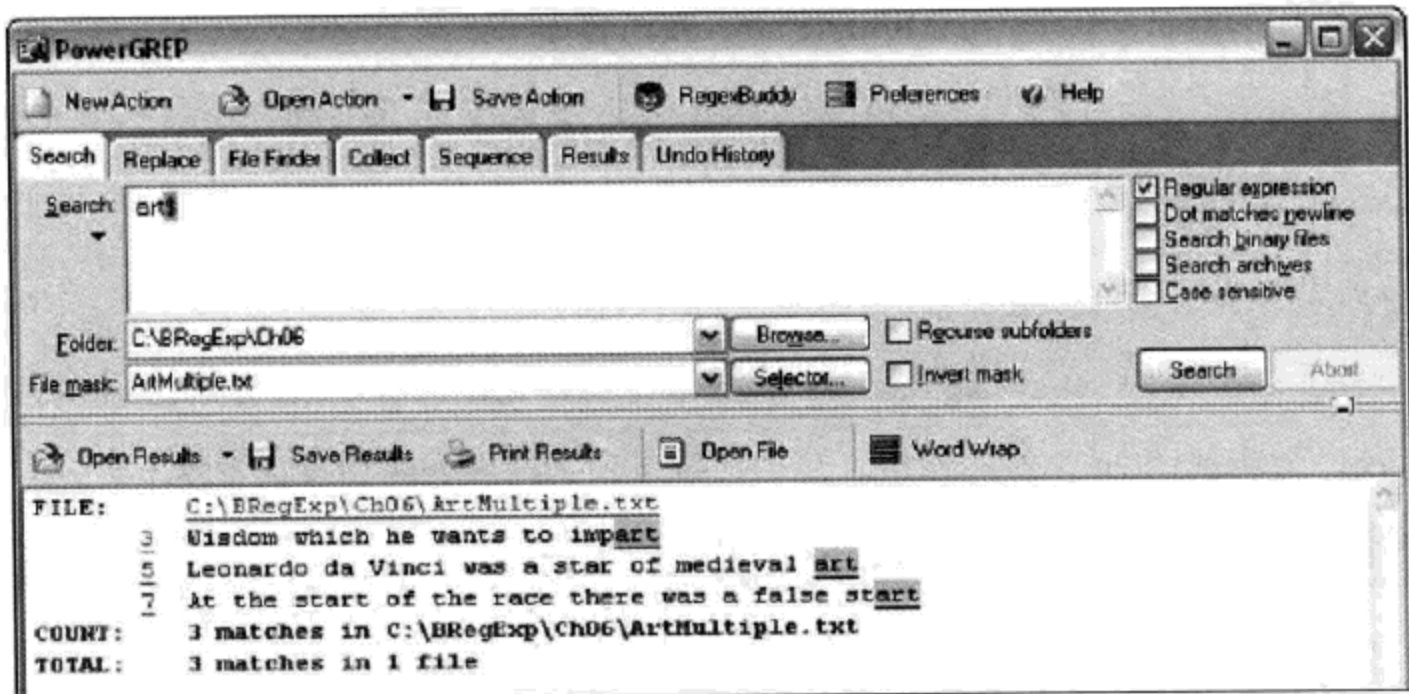 PowerGREP
New Action Open Action Save Action RegexBuddy Preferences Help
Search Replace File Finder Collect Sequence Results Undo History
Search: art$
Regular expression
Dot matches newline
Search binary files
Search archives
Case sensitive
Folder: C:\BRegExp\Ch06 Browse... Recurse subfolders
File mask: ArtMultiple.txt Selector... Invert mask Search Abort
Open Results Save Results Print Results Open File Word Wrap
FILE: C:\BRegExp\Ch06\ArtMultiple.txt
3 Wisdom which he wants to impart
5 Leonardo da Vinci was a star of medieval art
7 At the start of the race there was a false start
COUNT: 3 matches in C:\BRegExp\Ch06\ArtMultiple.txt
TOTAL: 3 matches in 1 file